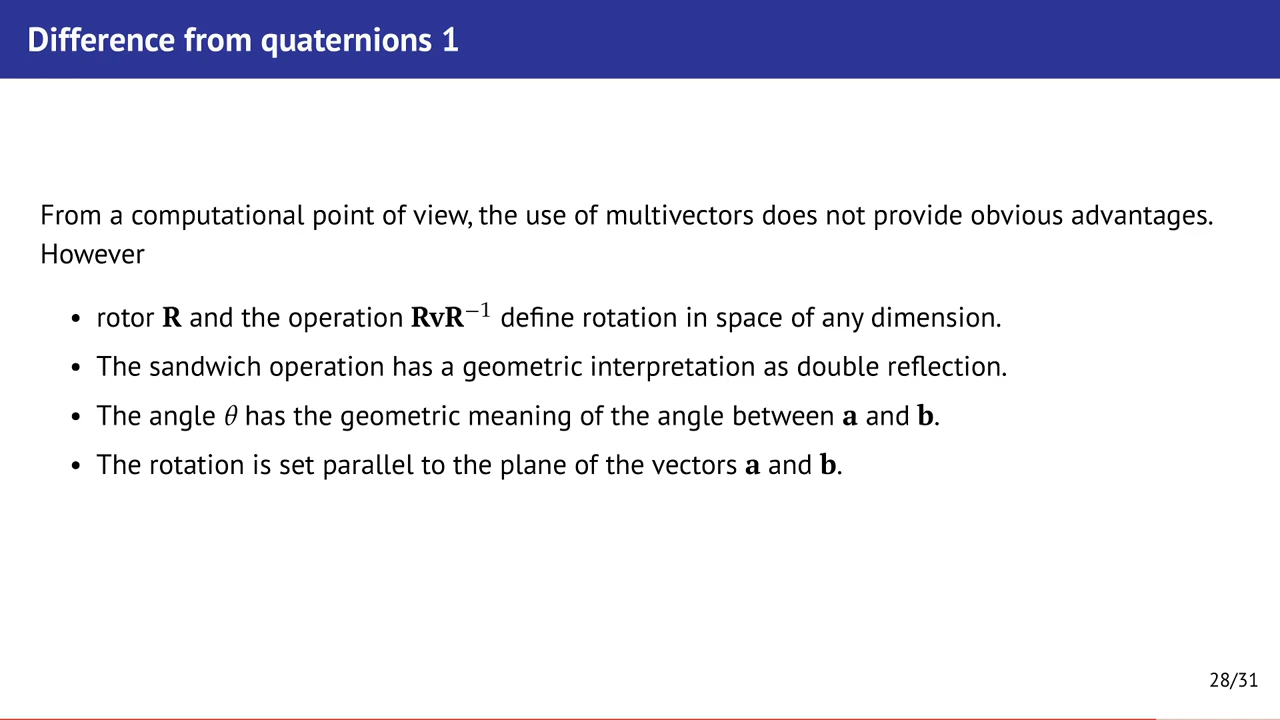 Difference from quaternions 1
From a computational point of view, the use of multivectors does not provide obvious advantages.
However
• rotor R and the operation RvR⁻¹ define rotation in space of any dimension.
• The sandwich operation has a geometric interpretation as double reflection.
• The angle θ has the geometric meaning of the angle between a and b.
• The rotation is set parallel to the plane of the vectors a and b.
28/31